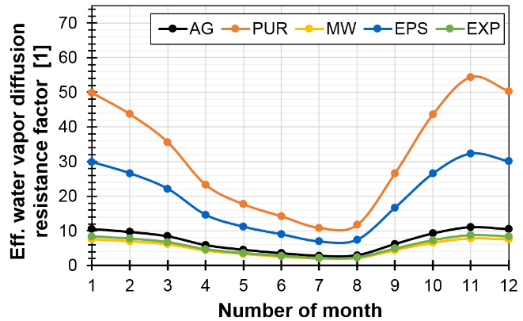 AG PUR MW EPS EXP
Eff. water vapor diffusion
resistance factor [1]
70
60
50
40
30
20
10
0
1 2 3 4 5 6 7 8 9 10 11 12
Number of month